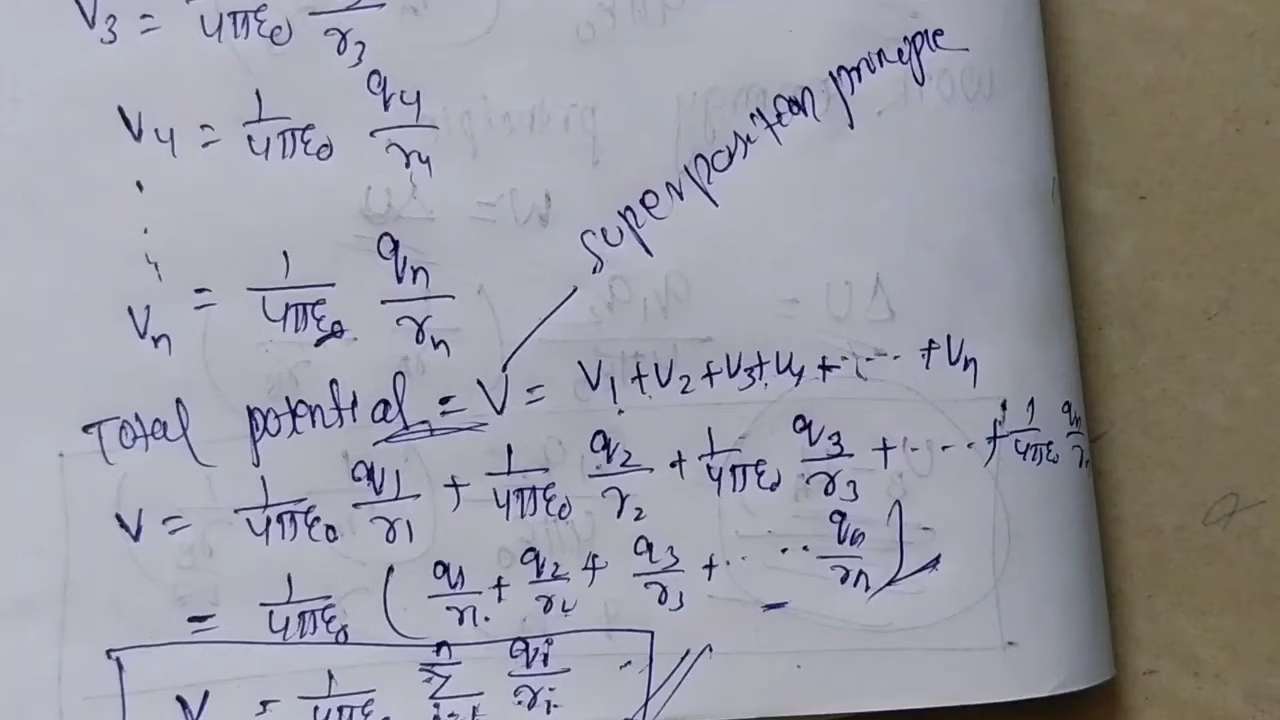 V3 = 1/4πε0 /r3
V4 = 1/4πε0 q4/r4
Vn = 1/4πε0 qn/rn
superposition principle
Total potential = V = V1 + V2 + V3 + V4 + ..... + Vn
V = 1/4πε0 q1/r1 + 1/4πε0 q2/r2 + 1/4πε0 q3/r3 + ..... + 1/4πε0 qn/r
= 1/4πε0 ( q1/r1 + q2/r2 + q3/r3 + ..... qn/rn )
V = 1/4πε0 n Σ i=1 qi/ri